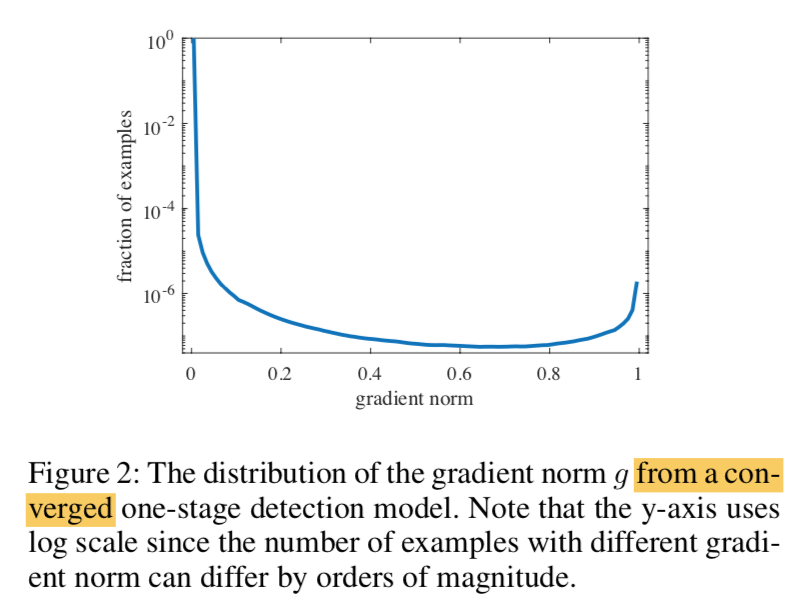 10^0
10^-2
10^-4
10^-6
fraction of examples
0 0.2 0.4 0.6 0.8 1
gradient norm
Figure 2: The distribution of the gradient norm g from a con-
verged one-stage detection model. Note that the y-axis uses
log scale since the number of examples with different gradi-
ent norm can differ by orders of magnitude.